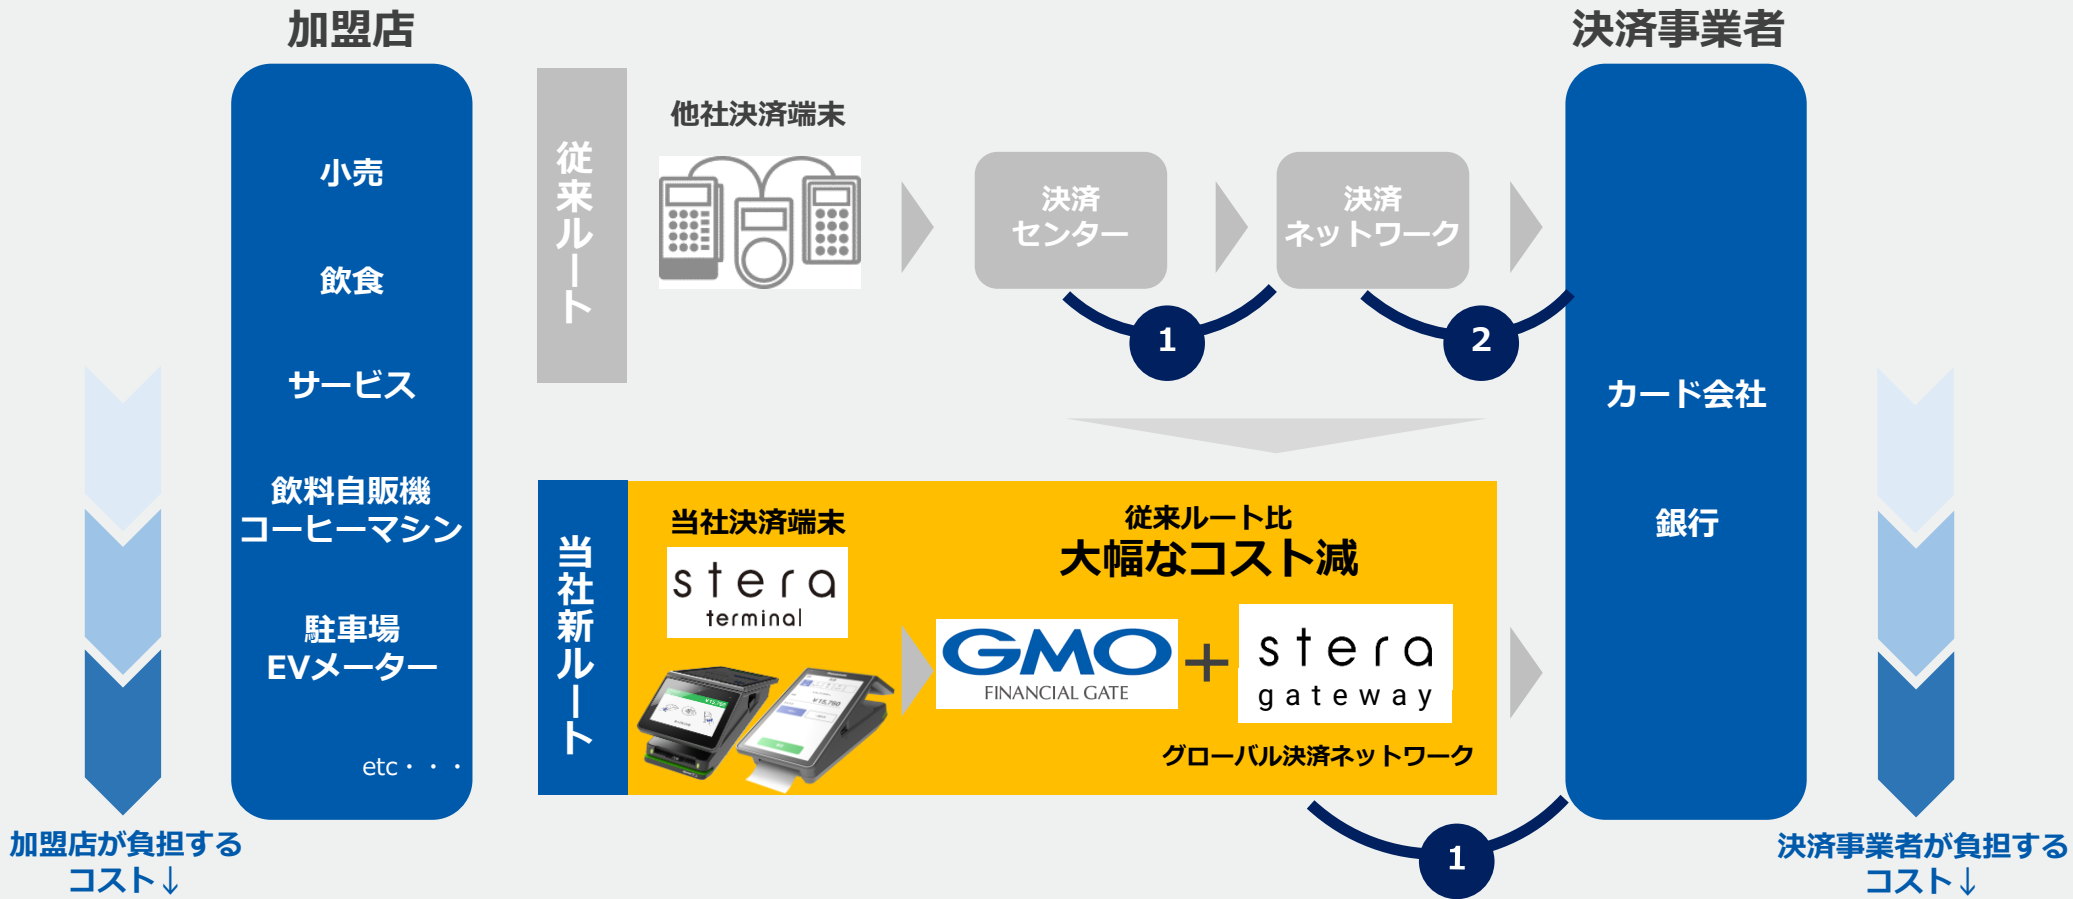 加盟店
決済事業者
小売
飲食
サービス
飲料自販機
コーヒーマシン
駐車場
EVメーター
etc・・・
従来ルート
他社決済端末
決済
センター
決済
ネットワーク
1
2
カード会社
銀行
当社新ルート
当社決済端末
stera
terminal
従来ルート比
大幅なコスト減
GMO
FINANCIAL GATE
+
stera
gateway
グローバル決済ネットワーク
1
加盟店が負担する
コスト↓
決済事業者が負担する
コスト↓